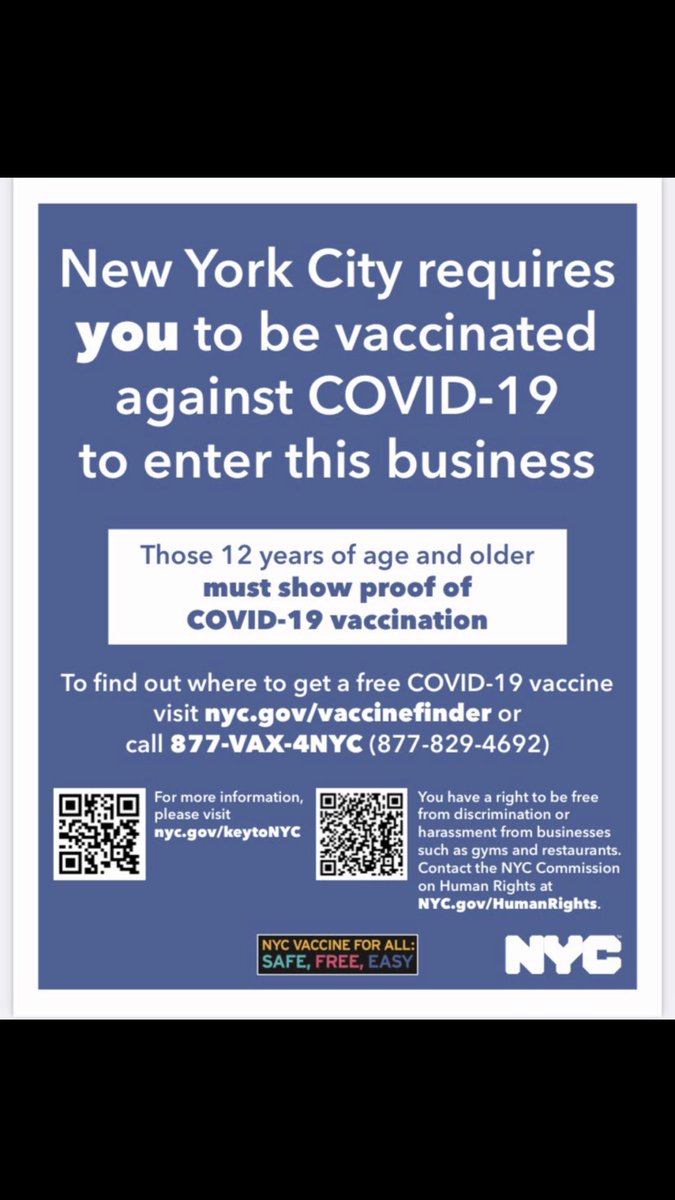 New York City requires
you to be vaccinated
against COVID-19
to enter this business
Those 12 years of age and older
must show proof of
COVID-19 vaccination
To find out where to get a free COVID-19 vaccine
visit nyc.gov/vaccinefinder or
call 877-VAX-4NYC (877-829-4692)
For more information,
please visit
nyc.gov/keytoNYC
You have a right to be free
from discrimination or
harassment from businesses
such as gyms and restaurants.
Contact the NYC Commission
on Human Rights at
NYC.gov/HumanRights.
NYC VACCINE FOR ALL:
SAFE, FREE, EASY
NYC™